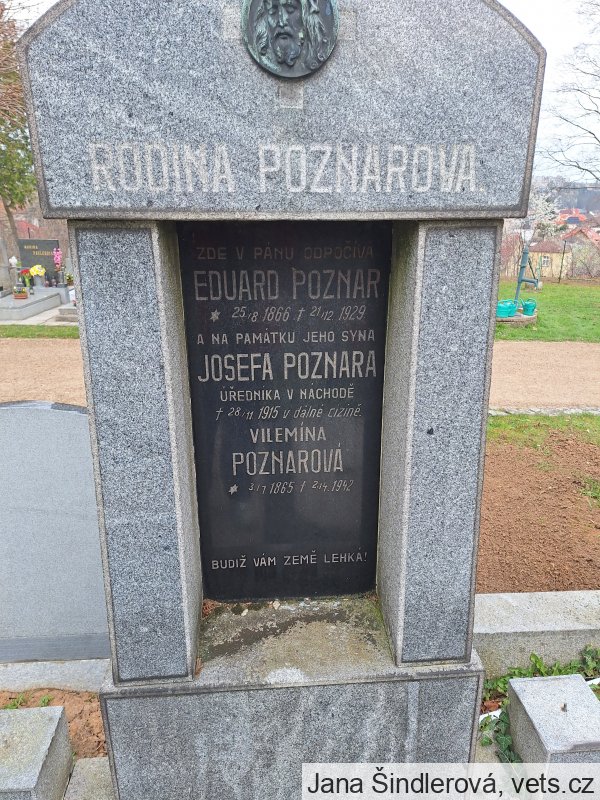 RODINA POZNAROVA.
ZDE V PÁNU ODPOČÍVÁ
EDUARD POZNAR
* 25/8 1866 † 21/12 1929
A NA PAMÁTKU JEHO SYNA
JOSEFA POZNARA
ÚŘEDNÍKA V NÁCHODĚ
† 28/11 1915 v dálné cizině.
VILEMÍNA
POZNAROVÁ
* 3/7 1865 † 2/4 1942
BUDIŽ VÁM ZEMĚ LEHKÁ!
Jana Šindlerová, vets.cz